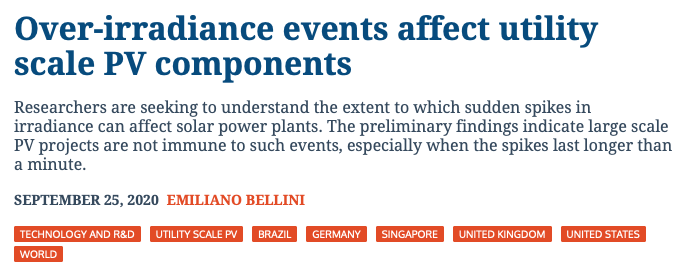 Over-irradiance events affect utility
scale PV components
Researchers are seeking to understand the extent to which sudden spikes in
irradiance can affect solar power plants. The preliminary findings indicate large scale
PV projects are not immune to such events, especially when the spikes last longer than
a minute.
SEPTEMBER 25, 2020 EMILIANO BELLINI
TECHNOLOGY AND R&D UTILITY SCALE PV BRAZIL GERMANY SINGAPORE UNITED KINGDOM UNITED STATES
WORLD